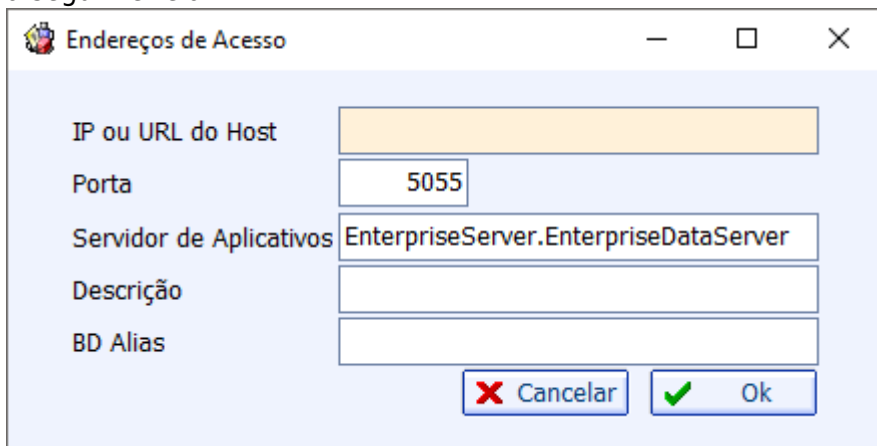 Endereços de Acesso
IP ou URL do Host
Porta 5055
Servidor de Aplicativos EnterpriseServer.EnterpriseDataServer
Descrição
BD Alias
Cancelar Ok